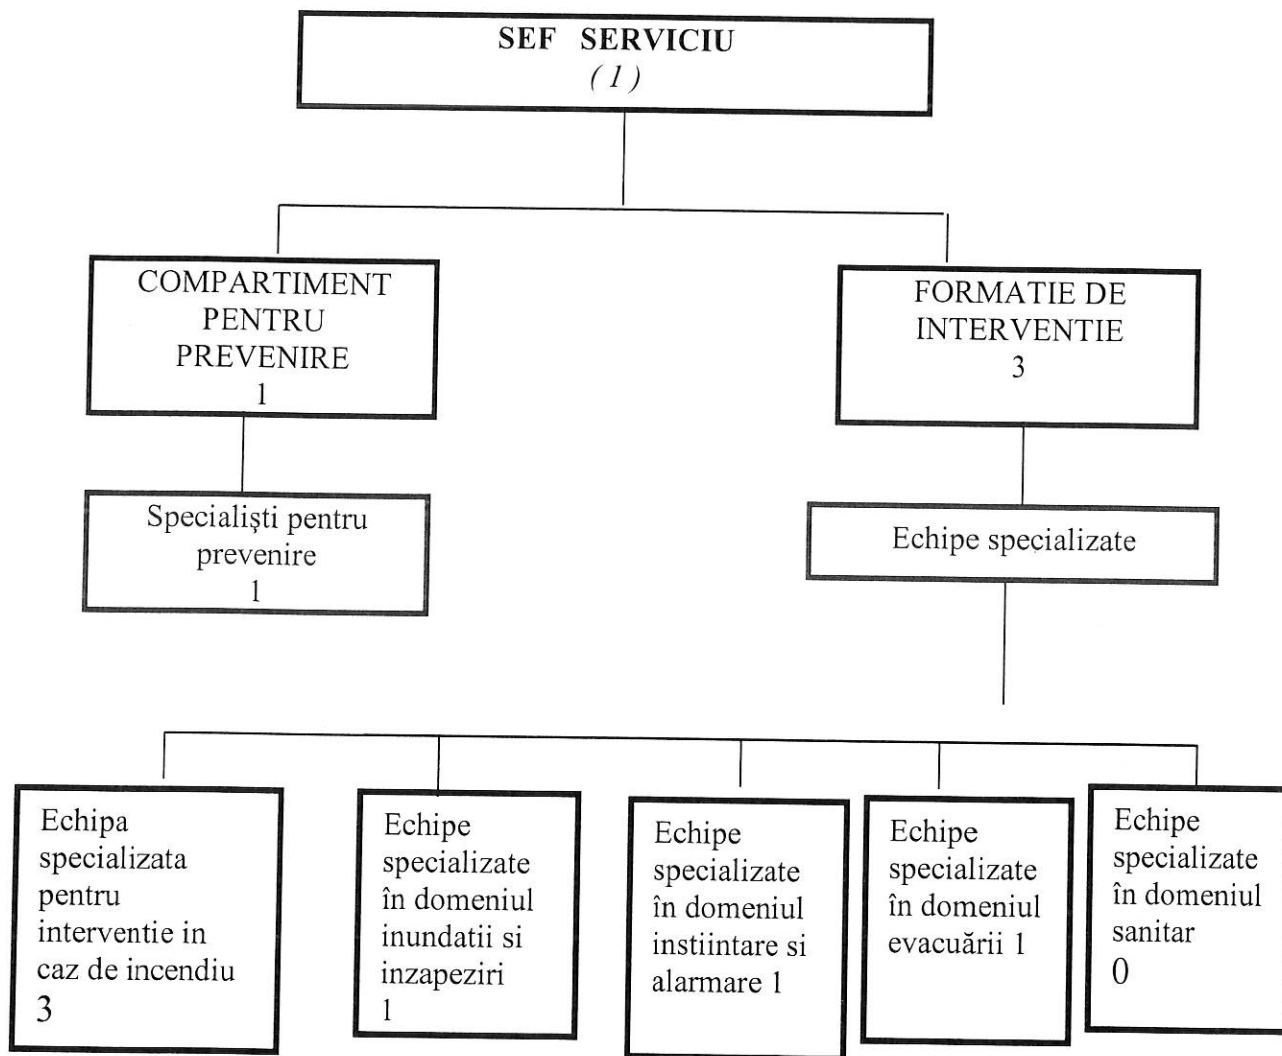 SEF SERVICIU
( 1 )
COMPARTIMENT
PENTRU
PREVENIRE
1
FORMATIE DE
INTERVENTIE
3
Specialişti pentru
prevenire
1
Echipe specializate
Echipa
specializata
pentru
interventie in
caz de incendiu
3
Echipe
specializate
în domeniul
inundatii si
inzapeziri
1
Echipe
specializate
în domeniul
instiintare si
alarmare 1
Echipe
specializate
în domeniul
evacuării 1
Echipe
specializate
în domeniul
sanitar
0